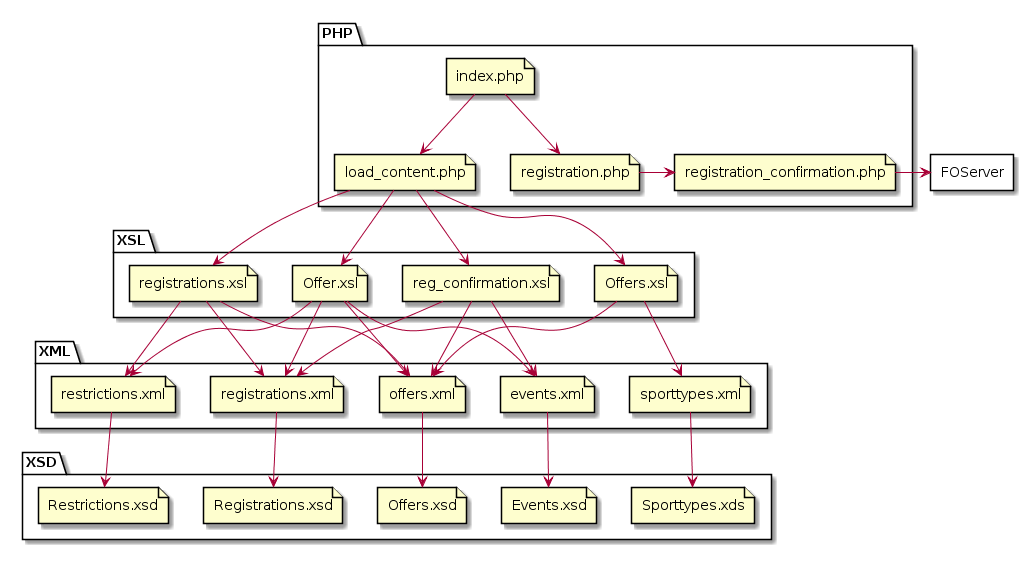 PHP
index.php
load_content.php
registration.php
registration_confirmation.php
FOServer
XSL
registrations.xsl
Offer.xsl
reg_confirmation.xsl
Offers.xsl
XML
restrictions.xml
registrations.xml
offers.xml
events.xml
sporttypes.xml
XSD
Restrictions.xsd
Registrations.xsd
Offers.xsd
Events.xsd
Sporttypes.xds